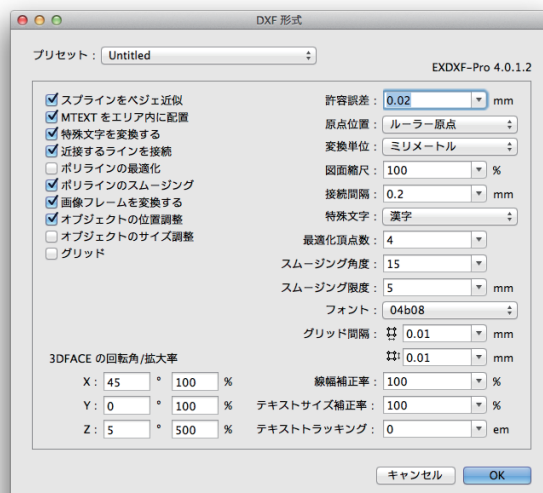 DXF 形式
プリセット： Untitled
EXDXF-Pro 4.0.1.2
スプラインをベジェ近似
MTEXT をエリア内に配置
特殊文字を変換する
近接するラインを接続
ポリラインの最適化
ポリラインのスムージング
画像フレームを変換する
オブジェクトの位置調整
オブジェクトのサイズ調整
グリッド
許容誤差： 0.02 mm
原点位置： ルーラー原点
変換単位： ミリメートル
図面縮尺： 100 %
接続間隔： 0.2 mm
特殊文字： 漢字
最適化頂点数： 4
スムージング角度： 15
スムージング限度： 5 mm
フォント： 04b08
グリッド間隔： 0.01 mm
0.01 mm
3DFACE の回転角/拡大率
X： 45 ° 100 %
Y： 0 ° 100 %
Z： 5 ° 500 %
線幅補正率： 100 %
テキストサイズ補正率： 100 %
テキストトラッキング： 0 em
キャンセル
OK